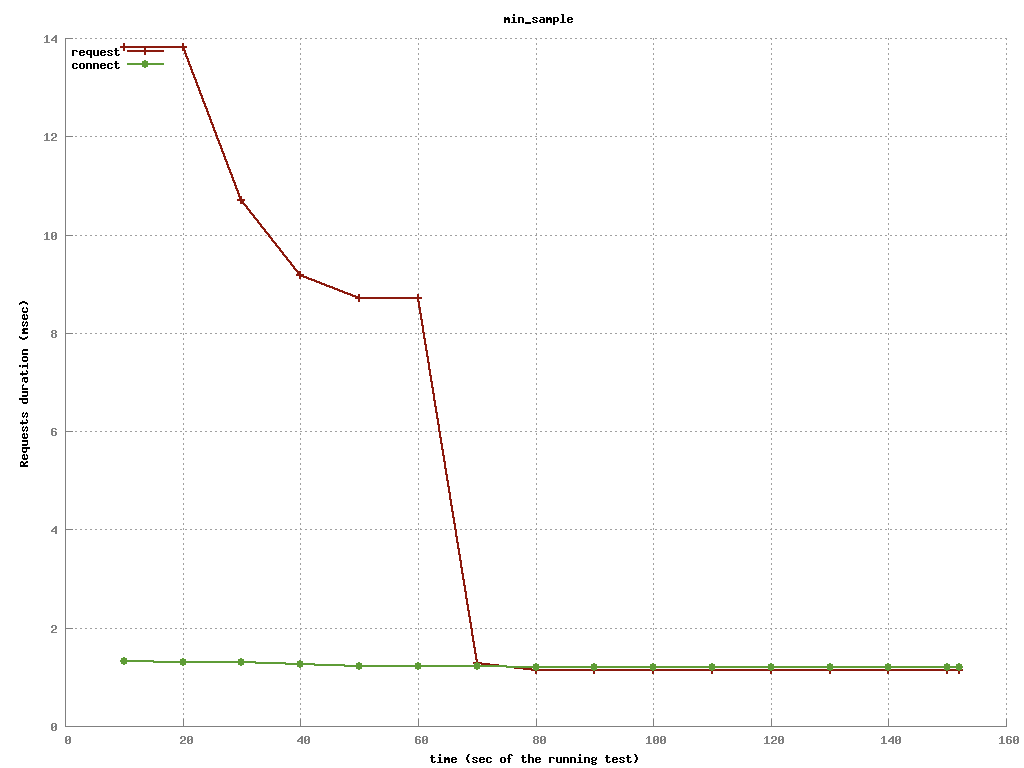 min_sample
request
connect
14
12
10
8
6
4
2
0
Requests duration (msec)
0 20 40 60 80 100 120 140 160
time (sec of the running test)